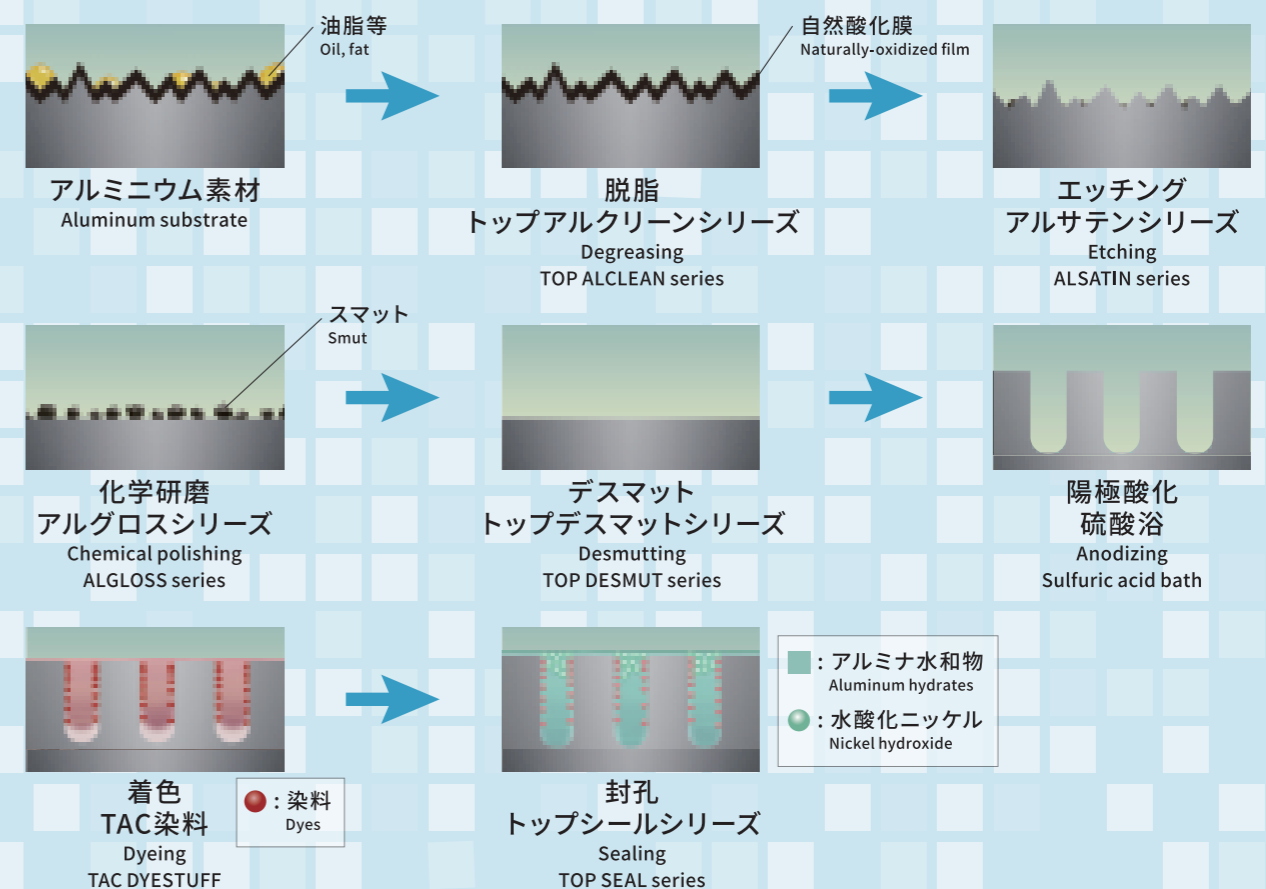 油脂等
Oil, fat
自然酸化膜
Naturally-oxidized film
アルミニウム素材
Aluminum substrate
脱脂
トップアルクリーンシリーズ
Degreasing
TOP ALCLEAN series
エッチング
アルサテンシリーズ
Etching
ALSATIN series
スマット
Smut
化学研磨
アルグロスシリーズ
Chemical polishing
ALGLOSS series
デスマット
トップデスマットシリーズ
Desmutting
TOP DESMUT series
陽極酸化
硫酸浴
Anodizing
Sulfuric acid bath
着色
TAC染料
Dyeing
TAC DYESTUFF
: 染料
Dyes
封孔
トップシールシリーズ
Sealing
TOP SEAL series
: アルミナ水和物
Aluminum hydrates
: 水酸化ニッケル
Nickel hydroxide